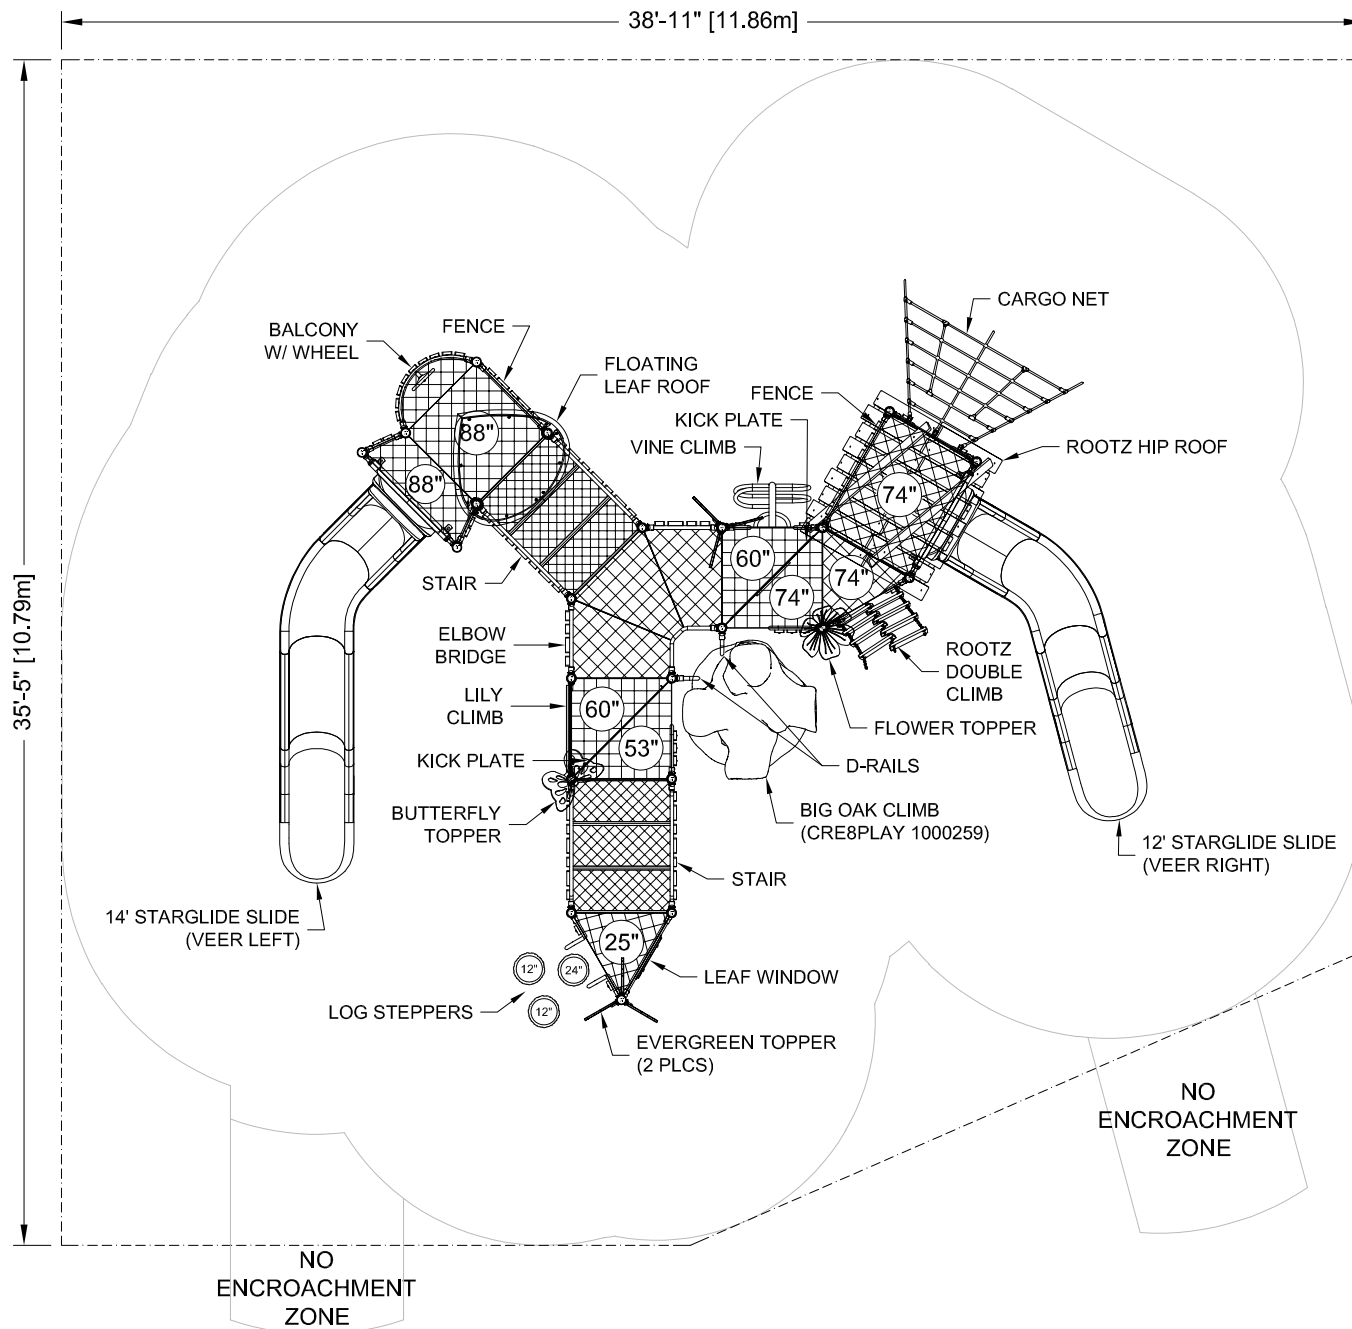 38'-11" [11.86m]
35'-5" [10.79m]
CARGO NET
BALCONY
W/ WHEEL
FENCE
FLOATING
LEAF ROOF
FENCE
KICK PLATE
VINE CLIMB
ROOTZ HIP ROOF
88"
88"
74"
60"
74"
74"
STAIR
ELBOW
BRIDGE
ROOTZ
DOUBLE
CLIMB
LILY
CLIMB
60"
53"
FLOWER TOPPER
KICK PLATE
D-RAILS
BUTTERFLY
TOPPER
BIG OAK CLIMB
(CRE8PLAY 1000259)
12' STARGLIDE SLIDE
(VEER RIGHT)
STAIR
14' STARGLIDE SLIDE
(VEER LEFT)
25"
LEAF WINDOW
12"
24"
12"
LOG STEPPERS
EVERGREEN TOPPER
(2 PLCS)
NO
ENCROACHMENT
ZONE
NO
ENCROACHMENT
ZONE